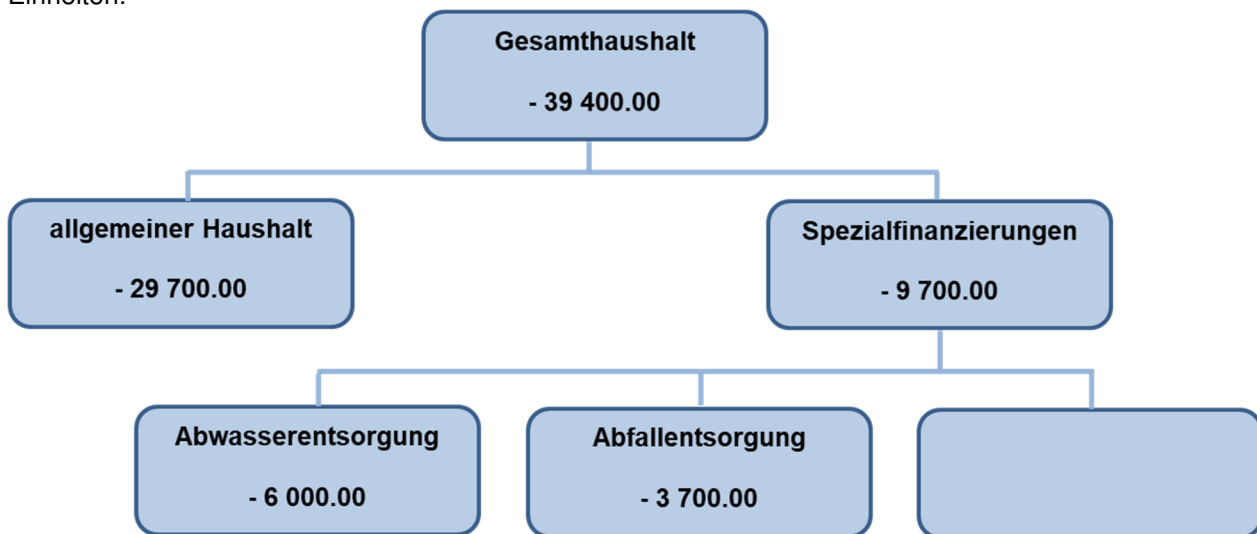 Einheiten:
Gesamthaushalt
- 39 400.00
allgemeiner Haushalt
- 29 700.00
Spezialfinanzierungen
- 9 700.00
Abwasserentsorgung
- 6 000.00
Abfallentsorgung
- 3 700.00